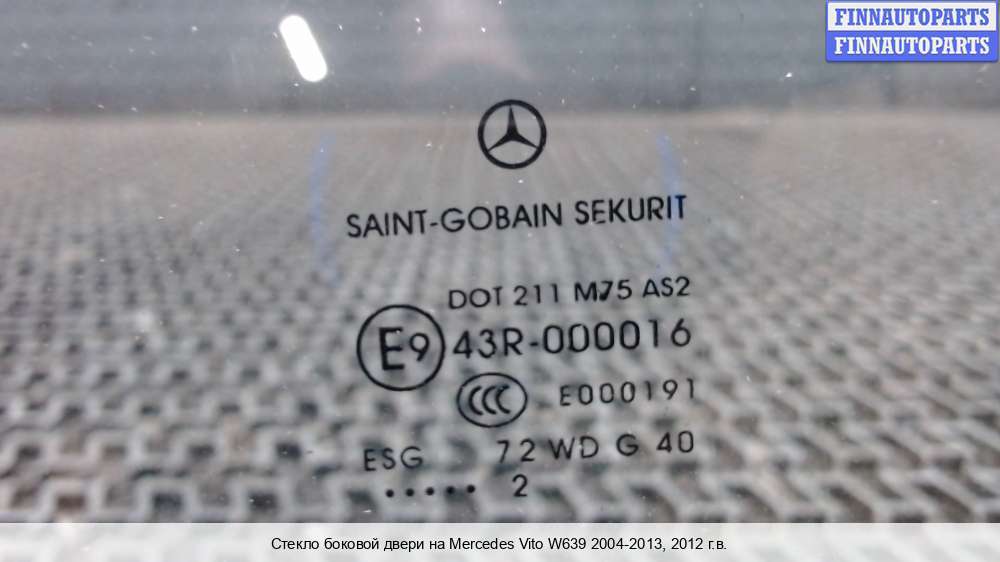 FINNAUTOPARTS
FINNAUTOPARTS
SAINT-GOBAIN SEKURIT
DOT 211 M75 AS2
E9 43R-000016
CCC E000191
ESG 72 WD G 40
..... 2
Стекло боковой двери на Mercedes Vito W639 2004-2013, 2012 г.в.